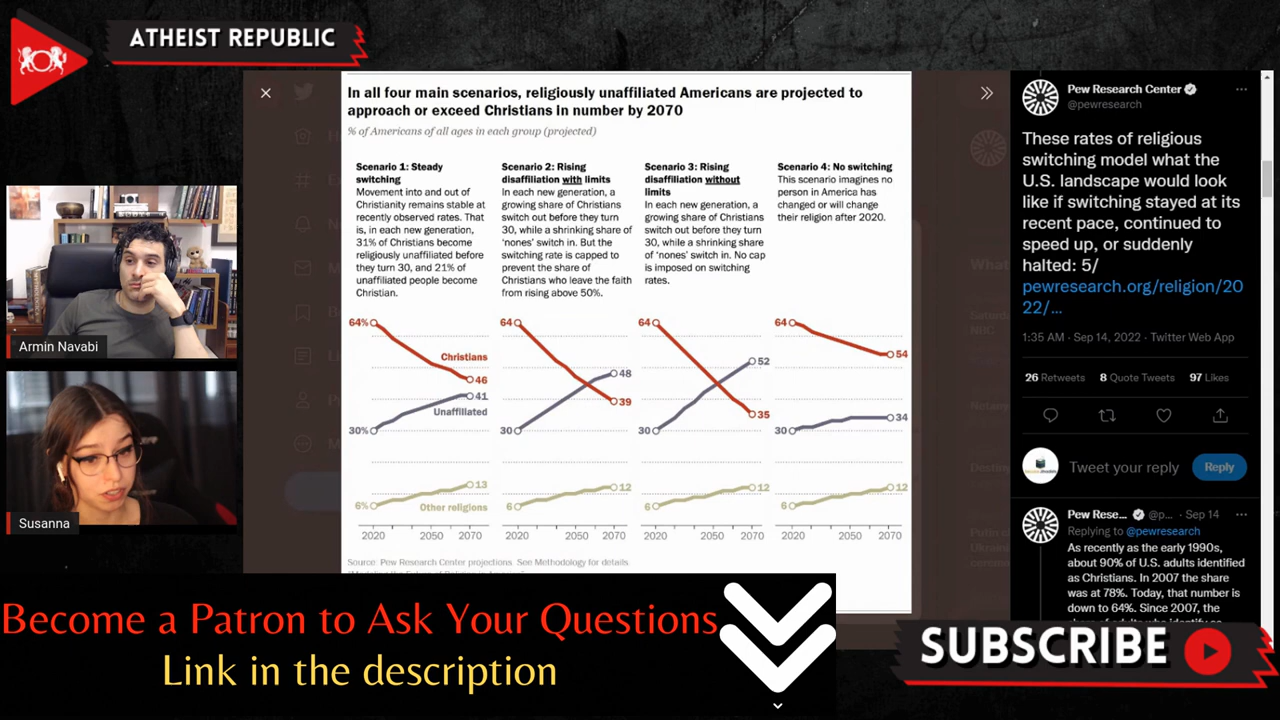 ATHEIST REPUBLIC
Armin Navabi
Susanna
In all four main scenarios, religiously unaffiliated Americans are projected to
approach or exceed Christians in number by 2070
% of Americans of all ages in each group (projected)
Scenario 1: Steady
switching
Movement into and out of
Christianity remains stable at
recently observed rates. That
is, in each new generation,
31% of Christians become
religiously unaffiliated before
they turn 30, and 21% of
unaffiliated people become
Christian.
Scenario 2: Rising
disaffiliation with limits
In each new generation, a
growing share of Christians
switch out before they turn
30, while a shrinking share of
'nones' switch in. But the
switching rate is capped to
prevent the share of
Christians who leave the faith
from rising above 50%.
Scenario 3: Rising
disaffiliation without
limits
In each new generation, a
growing share of Christians
switch out before they turn
30, while a shrinking share
of 'nones' switch in. No cap
is imposed on switching
rates.
Scenario 4: No switching
This scenario imagines no
person in America has
changed or will change
their religion after 2020.
64%
Christians
46
41
Unaffiliated
30%
13
6%
Other religions
2020 2050 2070
64
48
39
30
12
6
2020 2050 2070
64
52
35
30
12
6
2020 2050 2070
64
54
34
30
12
6
2020 2050 2070
Source: Pew Research Center projections. See Methodology for details.
Pew Research Center
@pewresearch
These rates of religious
switching model what the
U.S. landscape would look
like if switching stayed at its
recent pace, continued to
speed up, or suddenly
halted: 5/
pewresearch.org/religion/20
22/...
1:35 AM · Sep 14, 2022 · Twitter Web App
26 Retweets 8 Quote Tweets 97 Likes
Tweet your reply
Reply
Pew Rese... @p... · Sep 14
Replying to @pewresearch
As recently as the early 1990s,
about 90% of U.S. adults identified
as Christians. In 2007 the share
was at 78%. Today, that number is
down to 64%. Since 2007, the
Become a Patron to Ask Your Questions
Link in the description
SUBSCRIBE